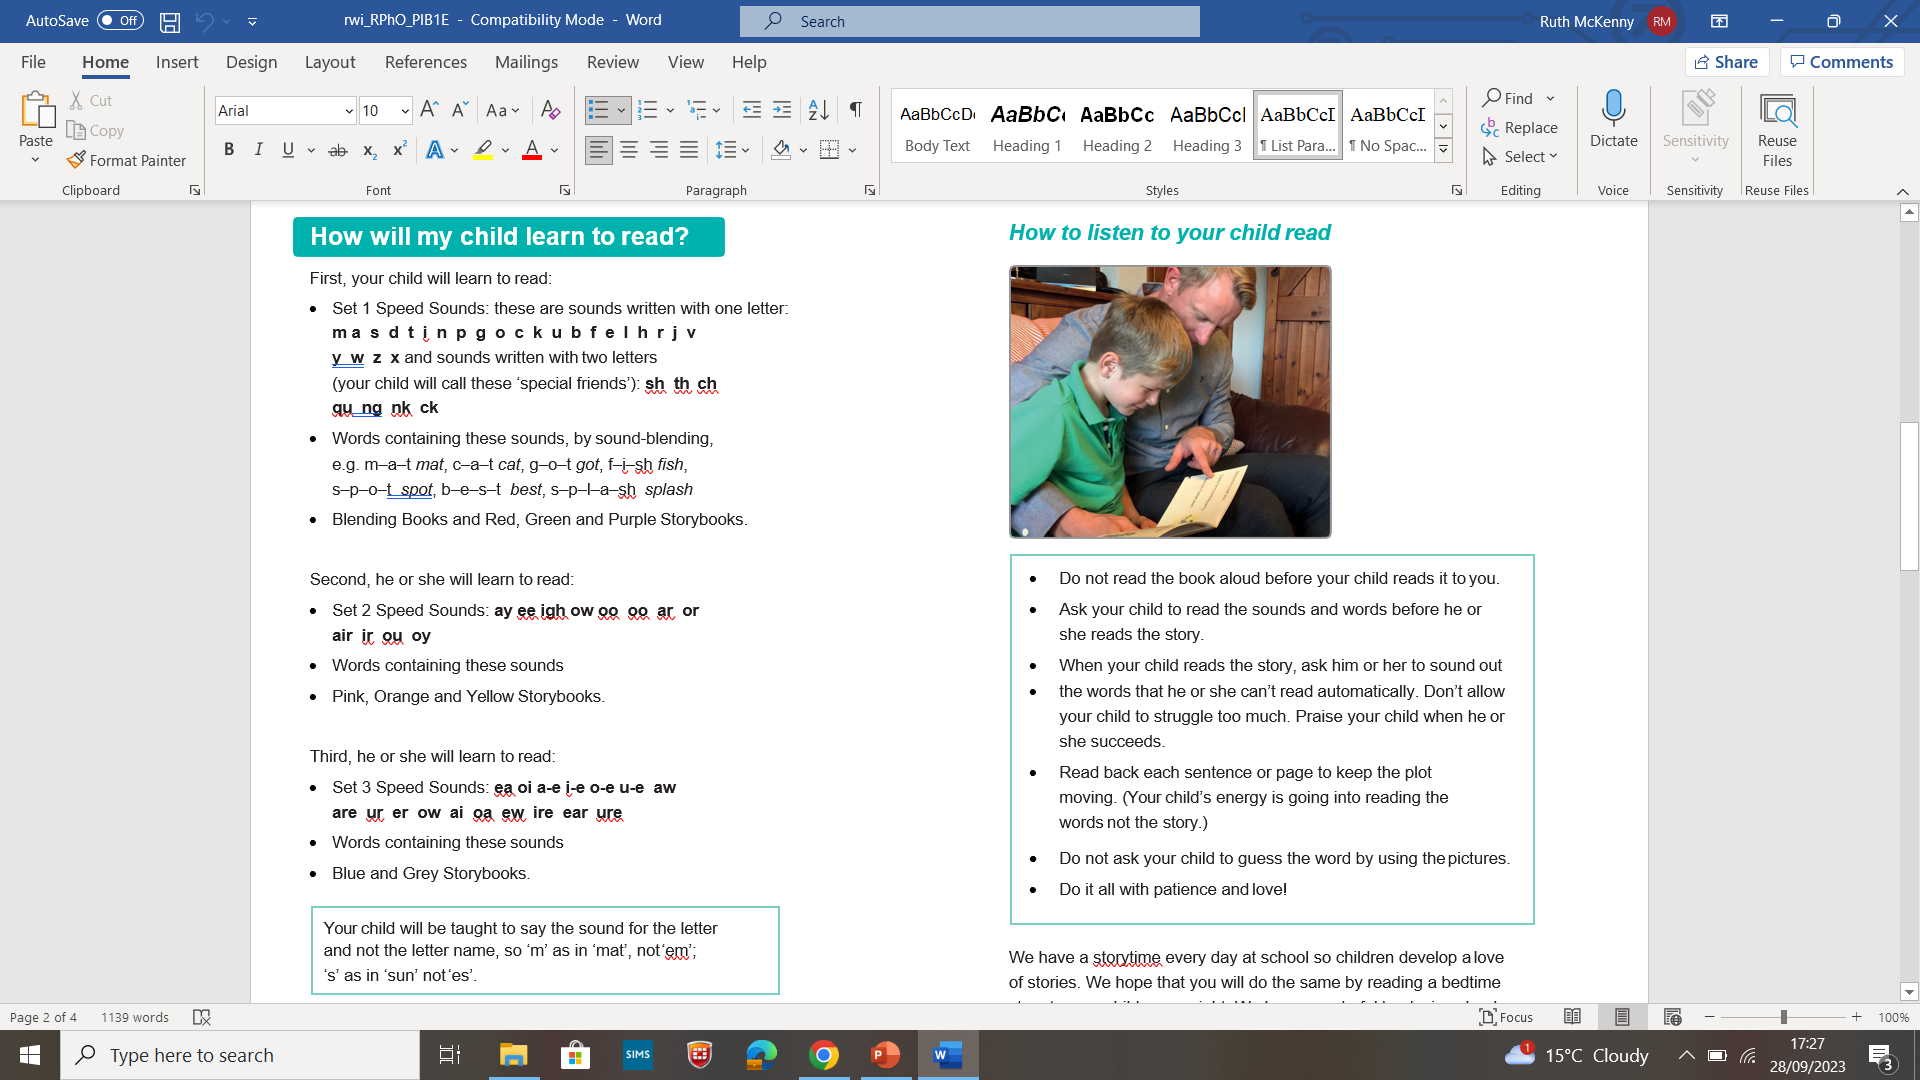 AutoSave Off rwi_RPhO_PIB1E - Compatibility Mode - Word Search Ruth McKenny RM
File Home Insert Design Layout References Mailings Review View Help Share Comments
Paste Cut Copy Format Painter
Clipboard
Arial 10
Font
Paragraph
AaBbCcDc AaBbCc AaBbCc AaBbCcI AaBbCcI AaBbCcI
Body Text Heading 1 Heading 2 Heading 3 ¶ List Para... ¶ No Spac...
Styles
Find
Replace
Select
Editing
Dictate
Voice
Sensitivity
Sensitivity
Reuse
Files
Reuse Files
How will my child learn to read?
First, your child will learn to read:
• Set 1 Speed Sounds: these are sounds written with one letter:
m a s d t i n p g o c k u b f e l h r j v
y w z x and sounds written with two letters
(your child will call these ‘special friends’): sh th ch
qu ng nk ck
• Words containing these sounds, by sound-blending,
e.g. m–a–t mat, c–a–t cat, g–o–t got, f–i–sh fish,
s–p–o–t spot, b–e–s–t best, s–p–l–a–sh splash
• Blending Books and Red, Green and Purple Storybooks.
Second, he or she will learn to read:
• Set 2 Speed Sounds: ay ee igh ow oo oo ar or
air ir ou oy
• Words containing these sounds
• Pink, Orange and Yellow Storybooks.
Third, he or she will learn to read:
• Set 3 Speed Sounds: ea oi a-e i-e o-e u-e aw
are ur er ow ai oa ew ire ear ure
• Words containing these sounds
• Blue and Grey Storybooks.
Your child will be taught to say the sound for the letter
and not the letter name, so ‘m’ as in ‘mat’, not ‘em’;
‘s’ as in ‘sun’ not ‘es’.
How to listen to your child read
• Do not read the book aloud before your child reads it to you.
• Ask your child to read the sounds and words before he or
she reads the story.
• When your child reads the story, ask him or her to sound out
• the words that he or she can’t read automatically. Don’t allow
your child to struggle too much. Praise your child when he or
she succeeds.
• Read back each sentence or page to keep the plot
moving. (Your child’s energy is going into reading the
words not the story.)
• Do not ask your child to guess the word by using the pictures.
• Do it all with patience and love!
We have a storytime every day at school so children develop a love
of stories. We hope that you will do the same by reading a bedtime
Page 2 of 4 1139 words Focus 100%
Type here to search SIMS 1 15°C Cloudy 17:27
28/09/2023 3